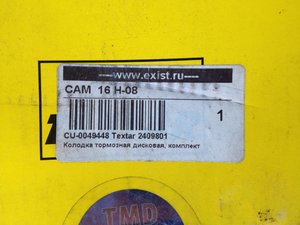 www.exist.ru
CAM 16 H-08
1
CU-0049448 Textar 2409801
Колодка тормозная дисковая, комплект
TMD